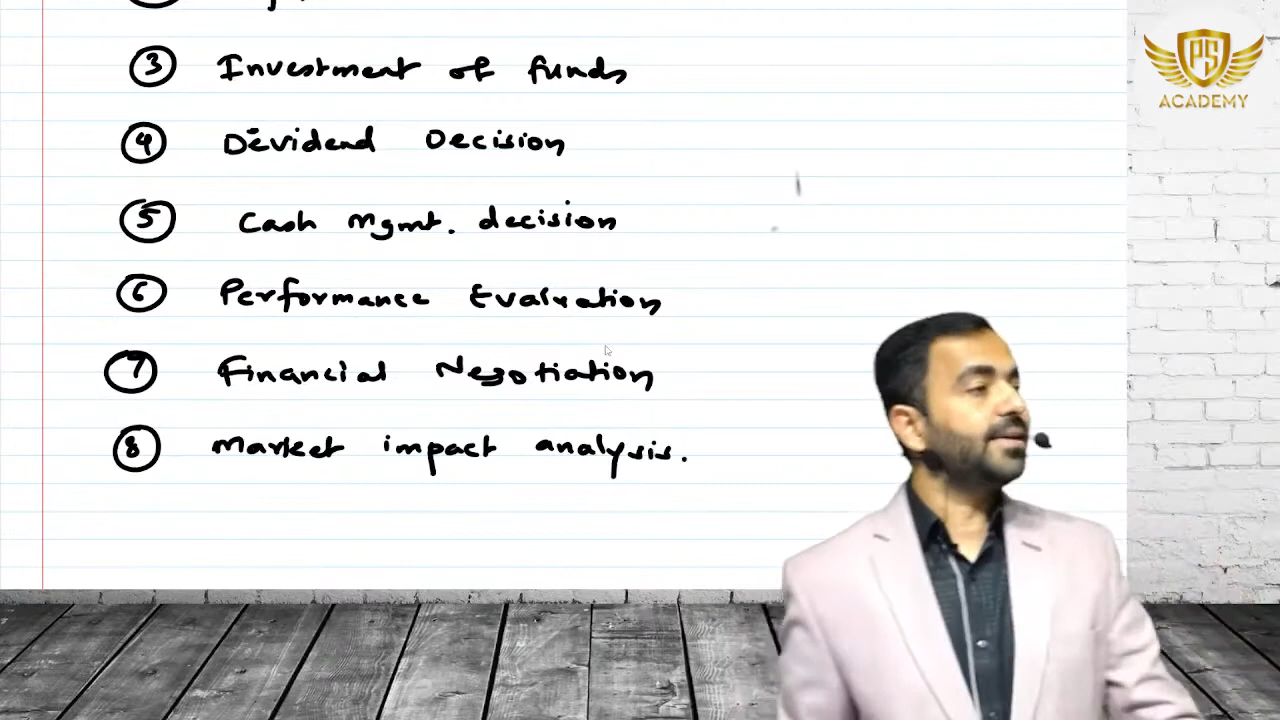 ③ Investment of funds
④ Dividend Decision
⑤ Cash Mgmt. decision
⑥ Performance Evaluation
⑦ Financial Negotiation
⑧ Market impact analysis.
PS
ACADEMY